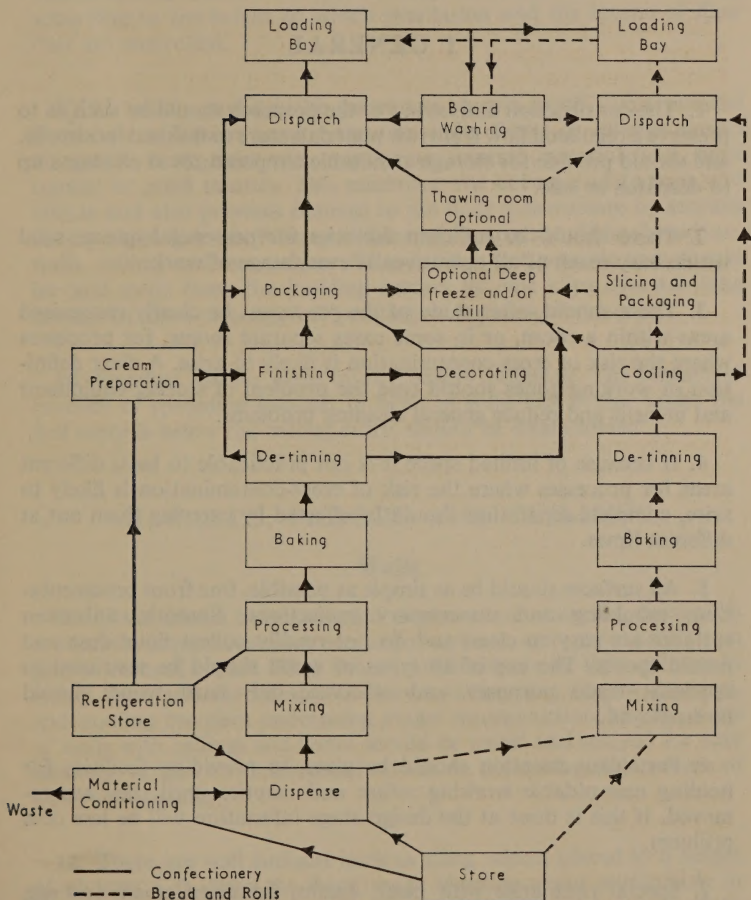 Loading
Bay
Loading
Bay
Dispatch
Board
Washing
Dispatch
Thawing room
Optional
Packaging
Optional Deep
freeze and/or
chill
Slicing and
Packaging
Cream
Preparation
Finishing
Decorating
Cooling
De-tinning
De-tinning
Baking
Baking
Processing
Processing
Refrigeration
Store
Mixing
Mixing
Material
Conditioning
Waste
Dispense
Store
Confectionery
Bread and Rolls